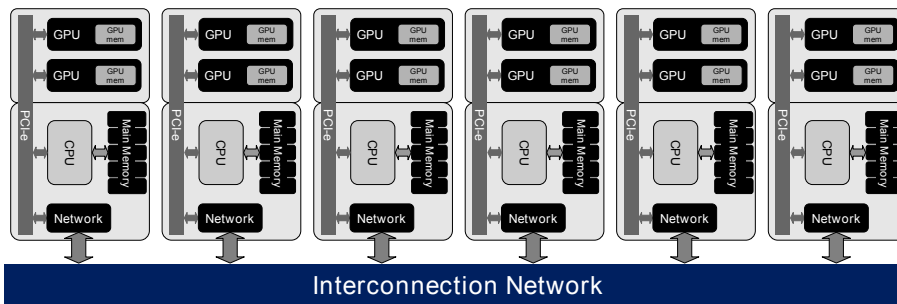 GPU
GPU
mem
GPU
GPU
mem
PCI-e
CPU
Main Memory
Network
GPU
GPU
mem
GPU
GPU
mem
PCI-e
CPU
Main Memory
Network
GPU
GPU
mem
GPU
GPU
mem
PCI-e
CPU
Main Memory
Network
GPU
GPU
mem
GPU
GPU
mem
PCI-e
CPU
Main Memory
Network
GPU
GPU
mem
GPU
GPU
mem
PCI-e
CPU
Main Memory
Network
GPU
GPU
mem
GPU
GPU
mem
PCI-e
CPU
Main Memory
Network
Interconnection Network